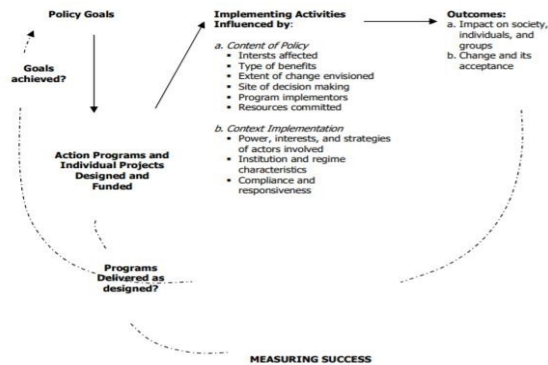 Policy Goals
Goals
achieved?
Action Programs and
Individual Projects
Designed and
Funded
Programs
Delivered as
designed?
Implementing Activities
Influenced by:
a. Content of Policy
▪ Intersts affected
▪ Type of benefits
▪ Extent of change envisioned
▪ Site of decision making
▪ Program implementors
▪ Resources committed
b. Context Implementation
▪ Power, interests, and strategies
of actors involved
▪ Institution and regime
characteristics
▪ Compliance and
responsiveness
Outcomes:
a. Impact on society,
individuals, and
groups
b. Change and its
acceptance
MEASURING SUCCESS